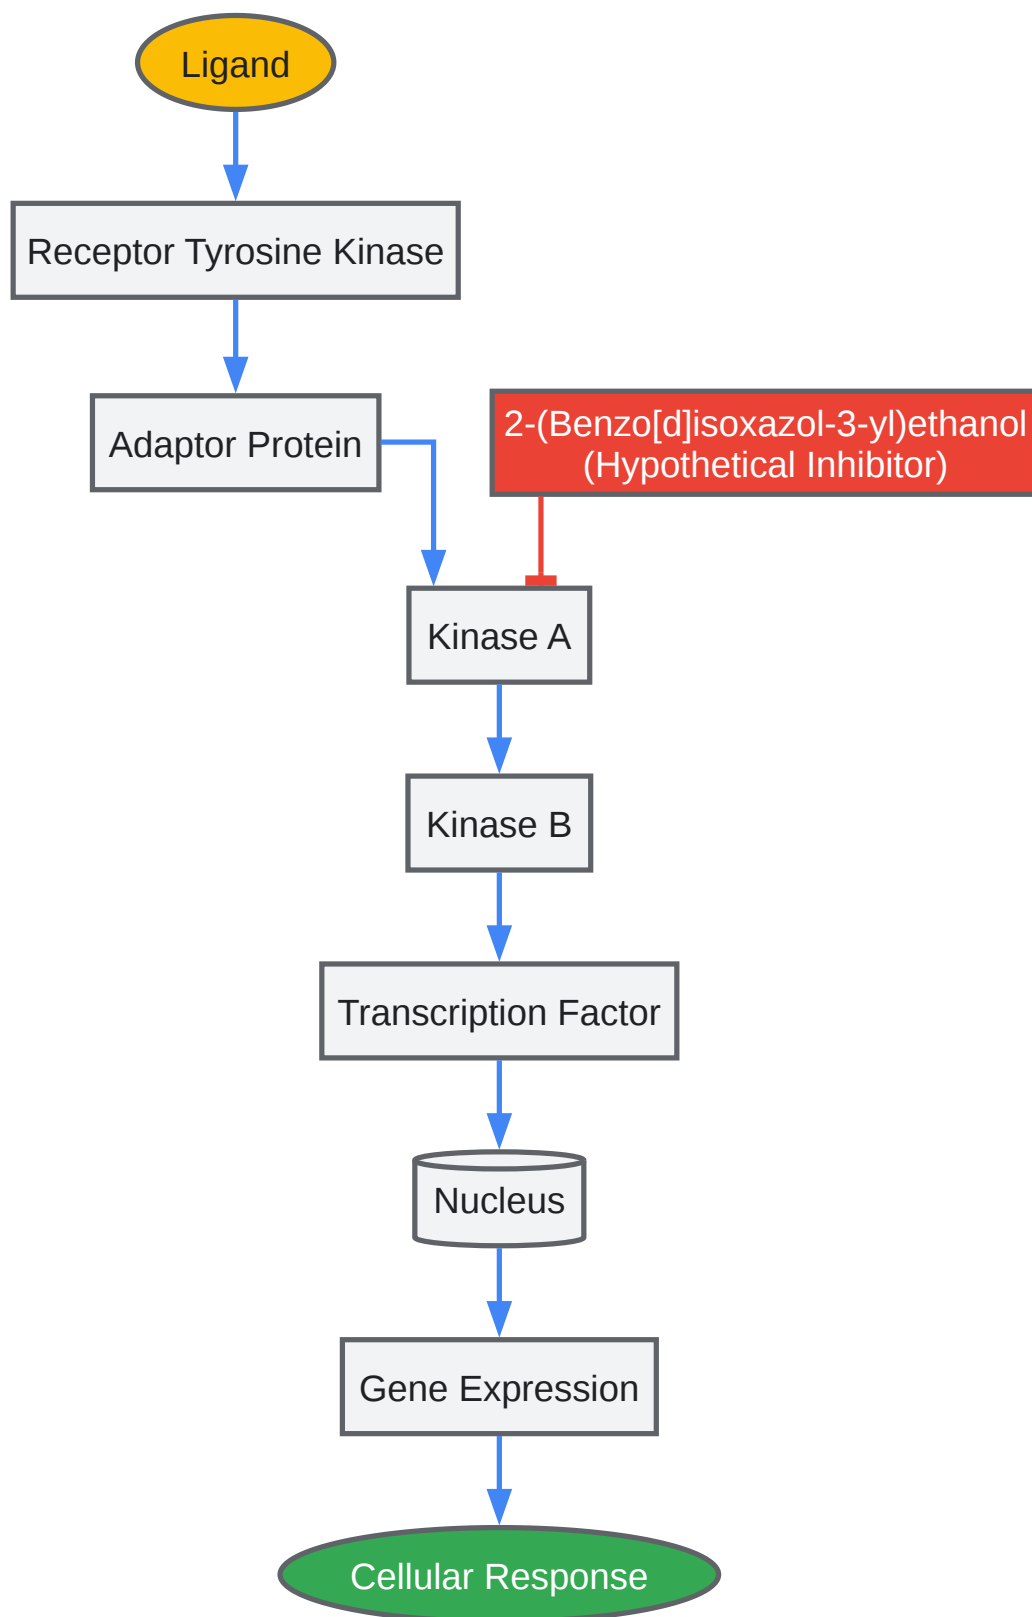 Ligand
Receptor Tyrosine Kinase
Adaptor Protein
2-(Benzo[d]isoxazol-3-yl)ethanol
(Hypothetical Inhibitor)
Kinase A
Kinase B
Transcription Factor
Nucleus
Gene Expression
Cellular Response